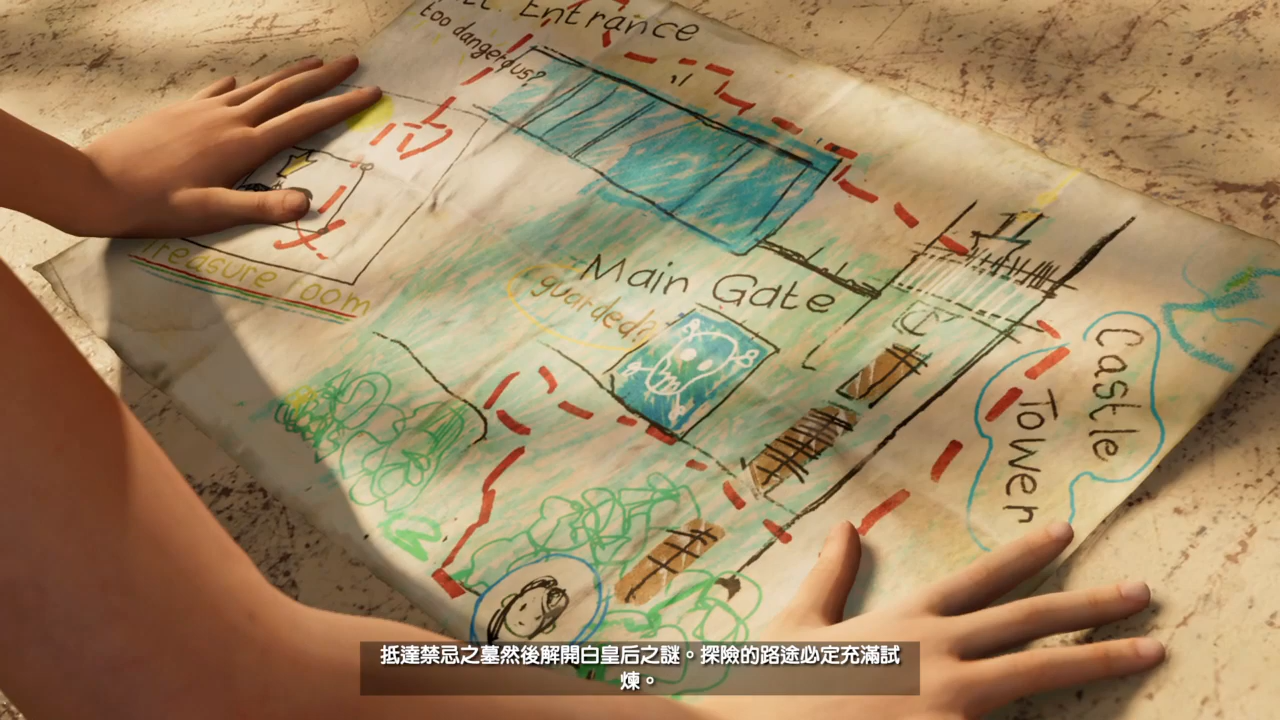 Entrance
too dangerous?
Treasure room
Main Gate
guarded?
Castle
Tower
抵達禁忌之墓然後解開白皇后之謎。探險的路途必定充滿試
煉。